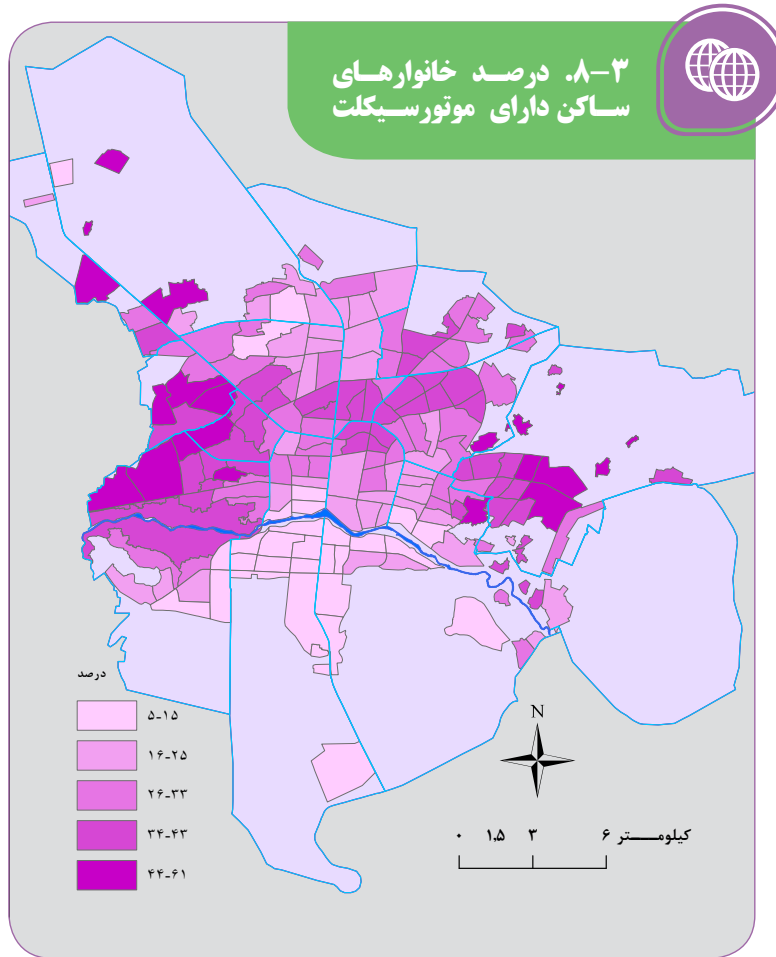 ۸-۳. درصد خانوارهای
ساکن دارای موتورسیکلت
درصد
۵-۱۵
۱۶-۲۵
۲۶-۳۳
۳۴-۴۳
۴۴-۶۱
N
۰ ۱٫۵ ۳ ۶ کیلومتر